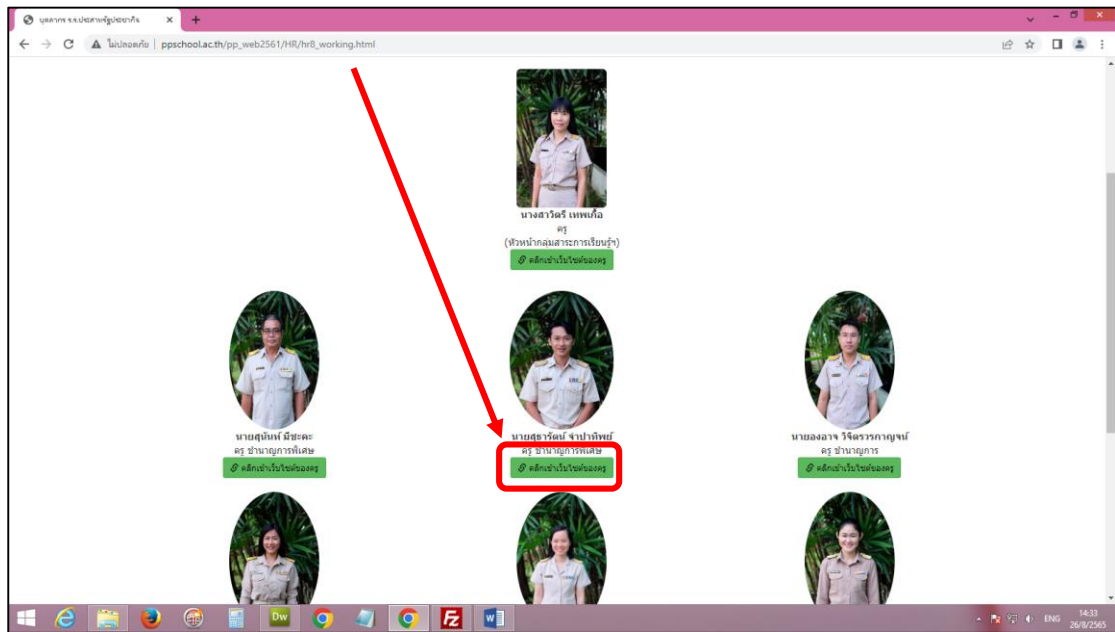 บุคลากร ร.ร.ประสาทรัฐประชากิจ
ไม่ปลอดภัย | ppschool.ac.th/pp_web2561/HR/hr8_working.html
นางสาวิตรี เทพเกื้อ
ครู
(หัวหน้ากลุ่มสาระการเรียนรู้ฯ)
คลิกเข้าเว็บไซต์ของครู
นายสุนันท์ มีชะคะ
ครู ชำนาญการพิเศษ
คลิกเข้าเว็บไซต์ของครู
นายสุธารัตน์ จำปาทิพย์
ครู ชำนาญการพิเศษ
คลิกเข้าเว็บไซต์ของครู
นายองอาจ วิจิตรวรกาญจน์
ครู ชำนาญการ
คลิกเข้าเว็บไซต์ของครู
Dw
Fz
W
ENG
14:33
26/8/2565